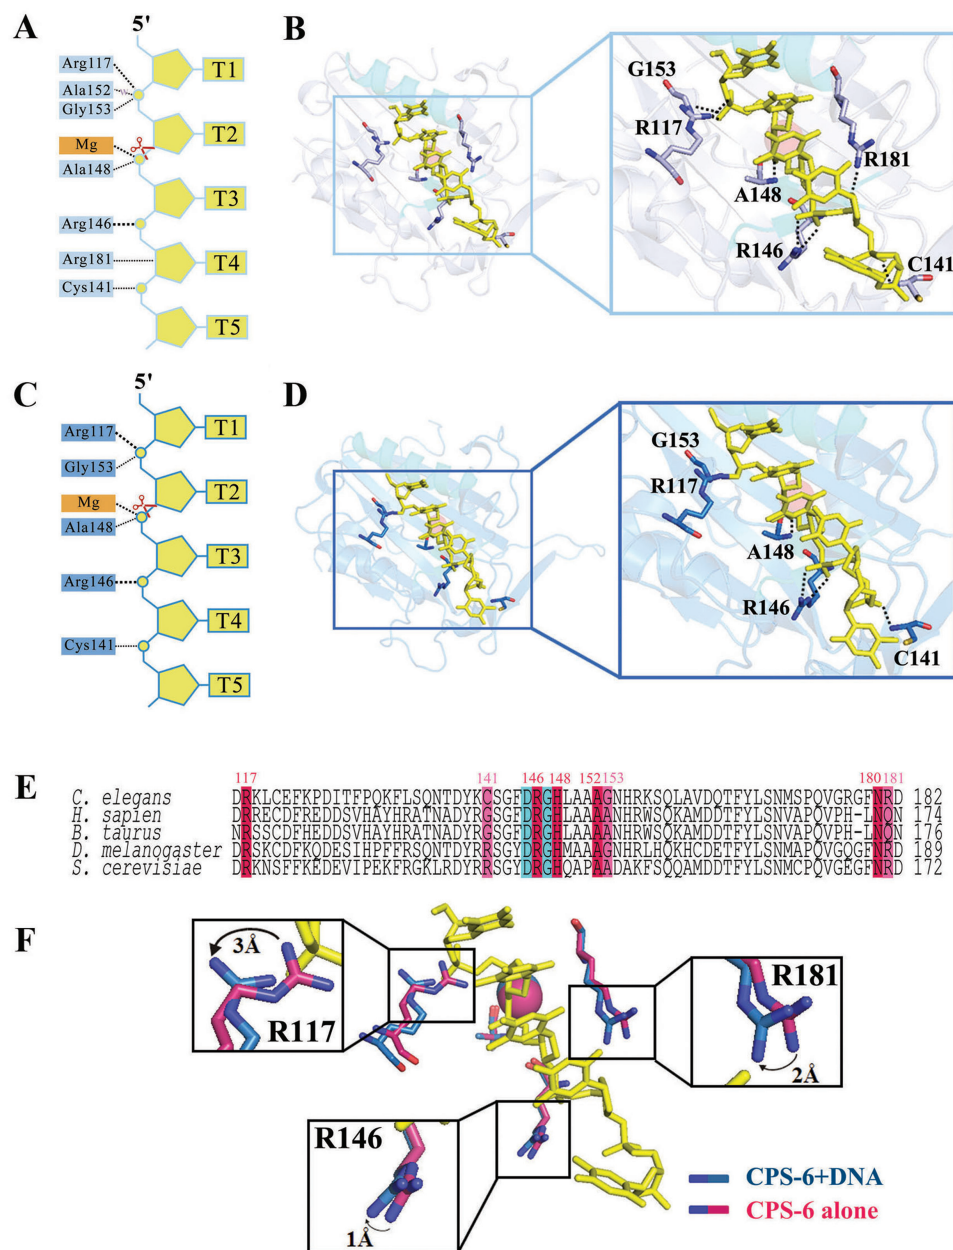 A
5'
Arg117
Ala152
Gly153
Mg
Ala148
Arg146
Arg181
Cys141
T1
T2
T3
T4
T5
B
G153
R117
R181
A148
R146
C141
C
5'
Arg117
Gly153
Mg
Ala148
Arg146
Cys141
T1
T2
T3
T4
T5
D
G153
R117
A148
R146
C141
E
117 141 146 148 152 153 180 181
C. elegans DRKLCEFKPDITFPQKFLSQNTDYKCSGFDRGHLAAAGNHRKSQLAVDQTFYLSNMSPQVGRGFNRD 182
H. sapien DRRECDFREDDSVHAYHRATNADYRGSGFDRGHLAAAANHRWSQKAMDDTFYLSNVAPQVPH-LNQN 174
B. taurus NRSSCDFHEDDSVHAYHRATNADYRGSGFDRGHLAAAANHRWSQKAMDDTFYLSNVAPQVPH-LNQN 176
D. melanogaster DRSKCDFKQDESIHPFFRSQNTDYRRSGYDRGHMAAAGNHRLHQKHCDETFYLSNMAPQVGQGFNRD 189
S. cerevisiae DRKNSFFKEDEVIPEKFRGKLRDYRRSGYDRGHQAPAADAKFSQQAMDDTFYLSNMCPQVGEGFNRD 172
F
3Å
R117
R181
2Å
R146
1Å
CPS-6+DNA
CPS-6 alone